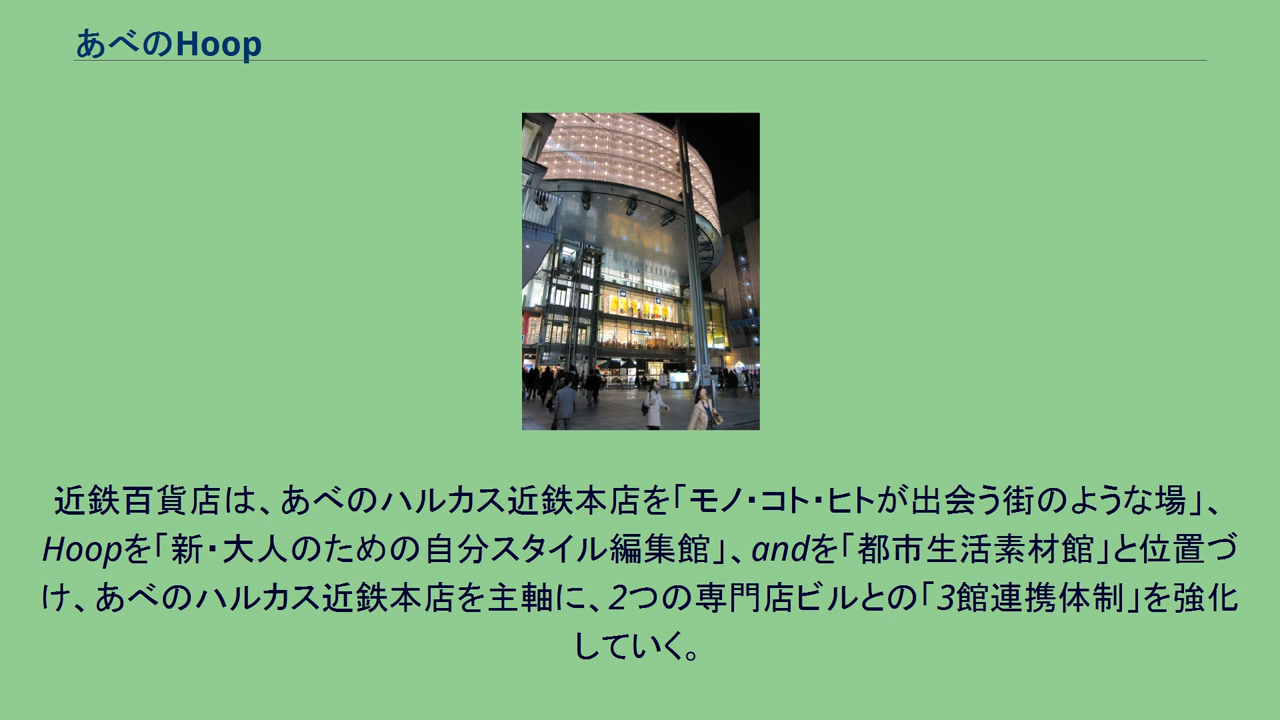 あべのHoop
近鉄百貨店は、あべのハルカス近鉄本店を｢モノ・コト・ヒトが出会う街のような場｣、
Hoopを｢新・大人のための自分スタイル編集館｣、andを｢都市生活素材館｣と位置づ
け、あべのハルカス近鉄本店を主軸に、2つの専門店ビルとの｢3館連携体制｣を強化
していく。